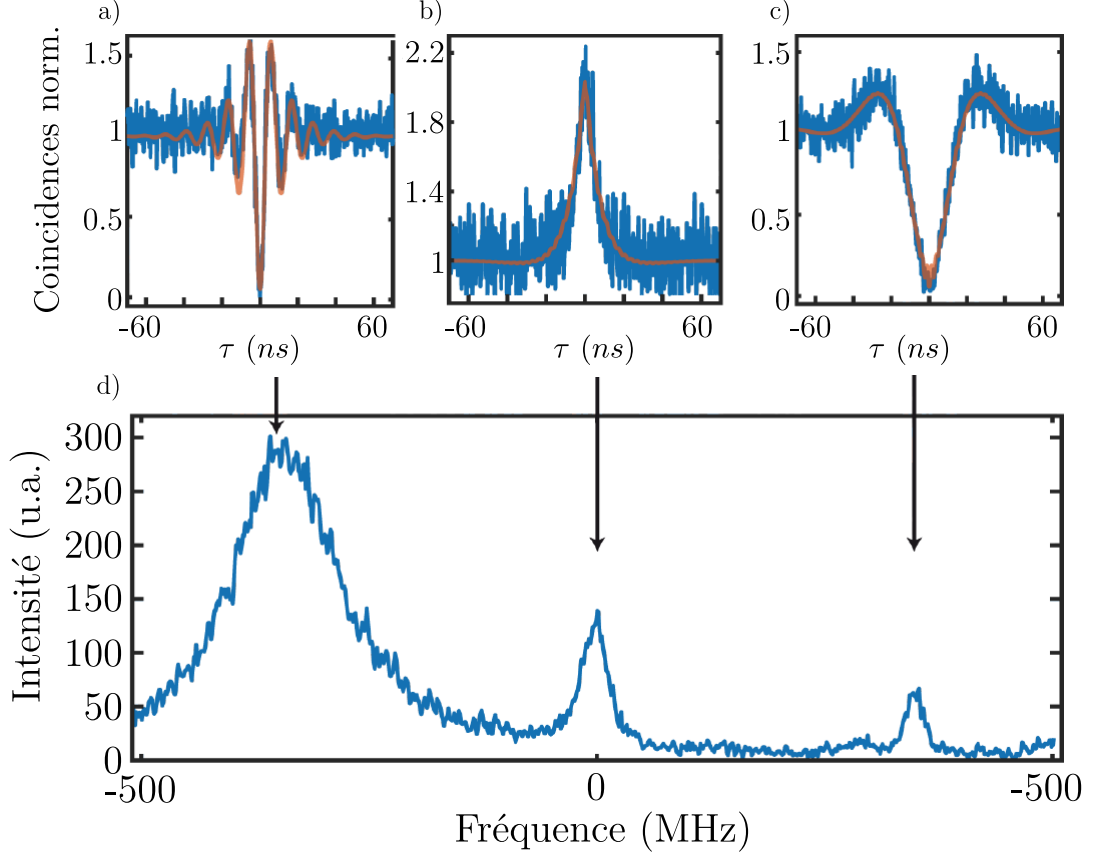 a) b) c)
Coincidences norm.
1.5 2.2 1.5
1.8
1 1
1.4
0.5 0.5
1
0 0
-60 60 -60 60 -60 60
τ (ns) τ (ns) τ (ns)
d)
Intensité (u.a.)
300
250
200
150
100
50
0
-500 0 -500
Fréquence (MHz)